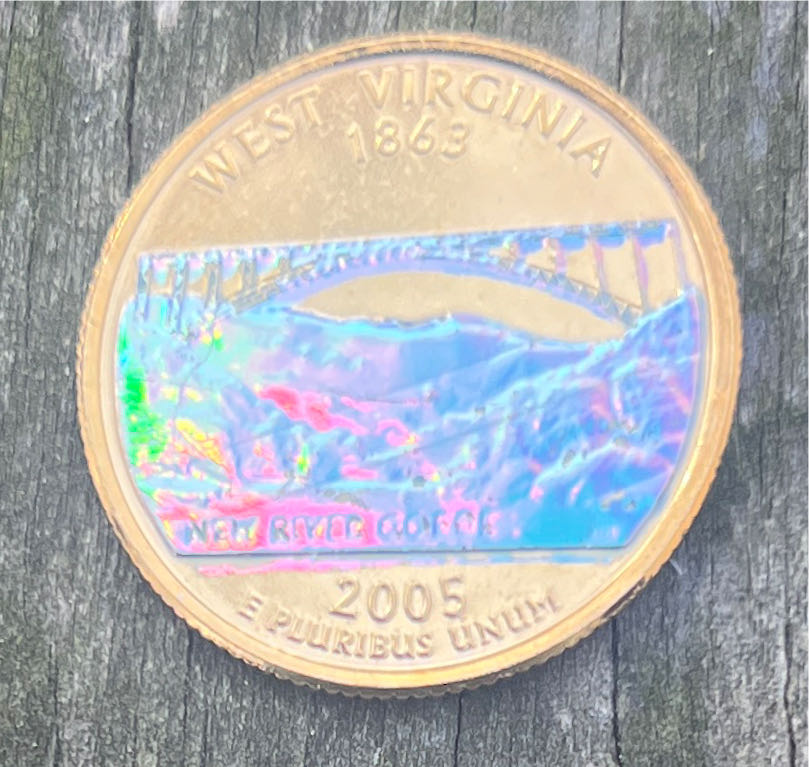 WEST VIRGINIA
1863
NEW RIVER GORGE
2005
E PLURIBUS UNUM